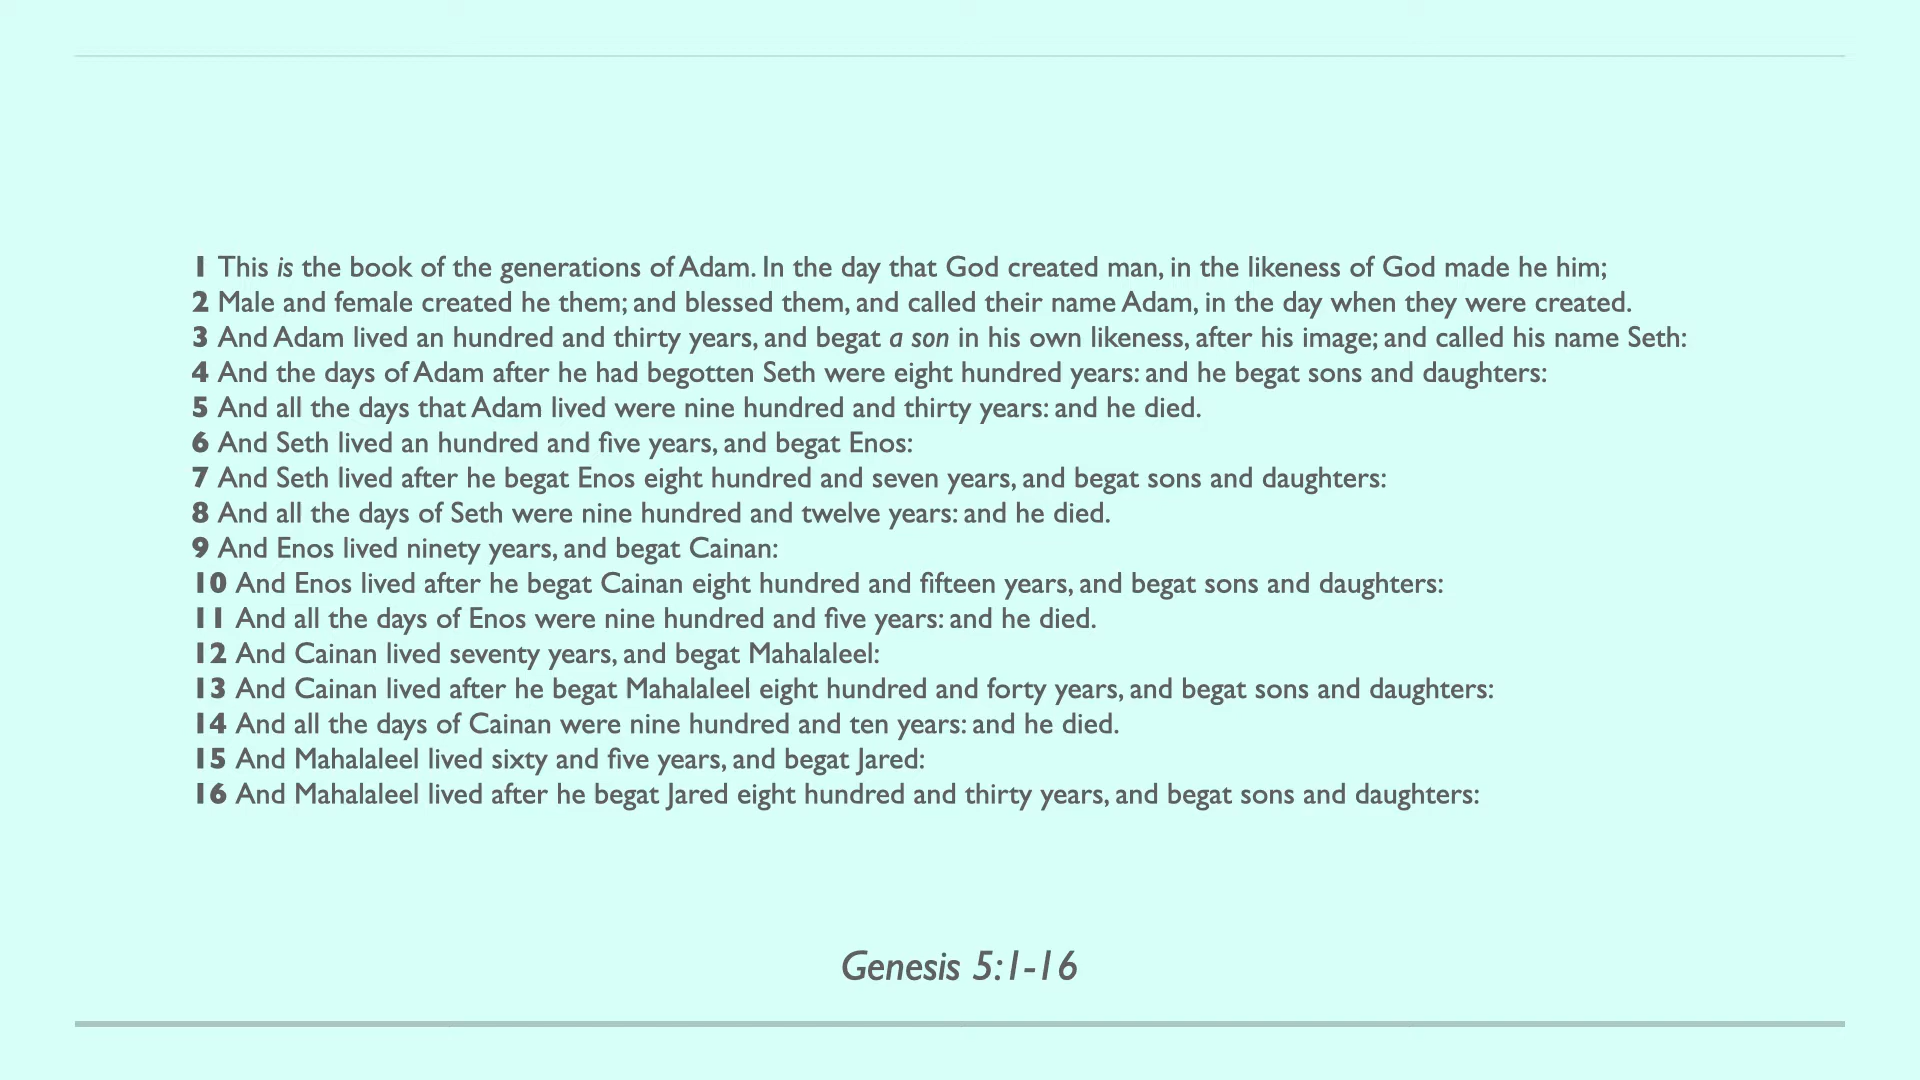 1 This is the book of the generations of Adam. In the day that God created man, in the likeness of God made he him;
2 Male and female created he them; and blessed them, and called their name Adam, in the day when they were created.
3 And Adam lived an hundred and thirty years, and begat a son in his own likeness, after his image; and called his name Seth:
4 And the days of Adam after he had begotten Seth were eight hundred years: and he begat sons and daughters:
5 And all the days that Adam lived were nine hundred and thirty years: and he died.
6 And Seth lived an hundred and five years, and begat Enos:
7 And Seth lived after he begat Enos eight hundred and seven years, and begat sons and daughters:
8 And all the days of Seth were nine hundred and twelve years: and he died.
9 And Enos lived ninety years, and begat Cainan:
10 And Enos lived after he begat Cainan eight hundred and fifteen years, and begat sons and daughters:
11 And all the days of Enos were nine hundred and five years: and he died.
12 And Cainan lived seventy years, and begat Mahalaleel:
13 And Cainan lived after he begat Mahalaleel eight hundred and forty years, and begat sons and daughters:
14 And all the days of Cainan were nine hundred and ten years: and he died.
15 And Mahalaleel lived sixty and five years, and begat Jared:
16 And Mahalaleel lived after he begat Jared eight hundred and thirty years, and begat sons and daughters:
Genesis 5:1-16